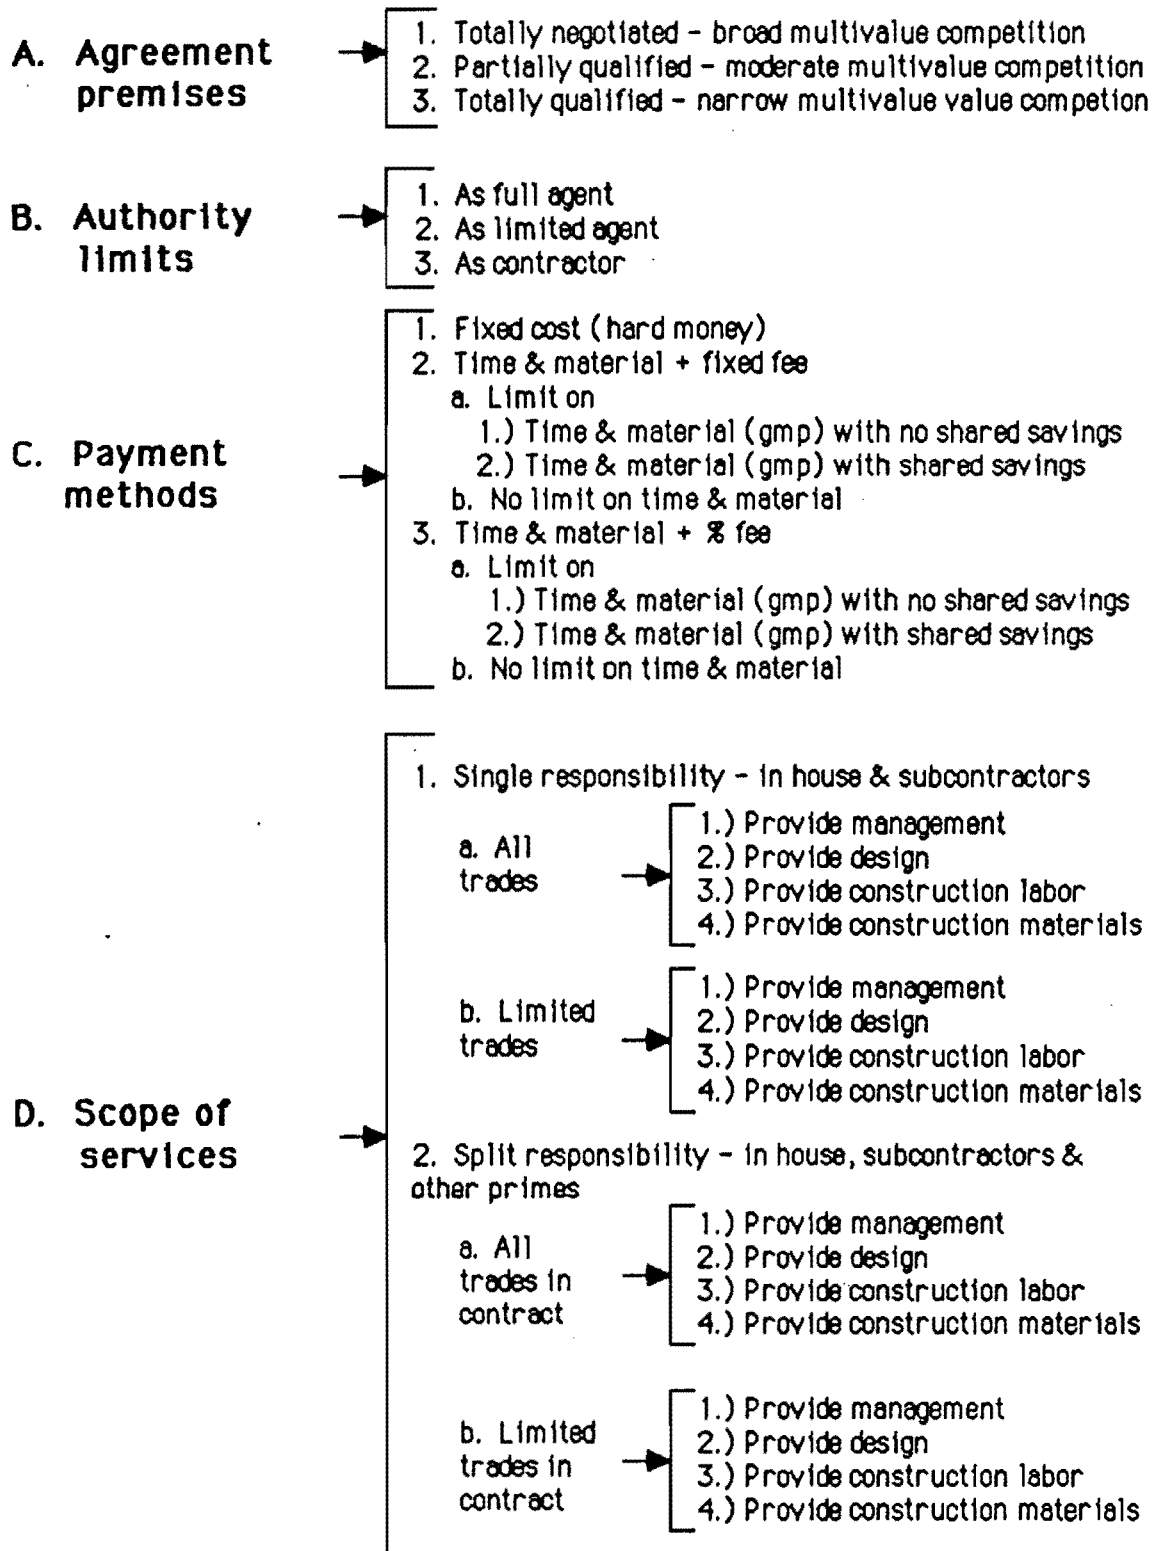 A. Agreement
premises
1. Totally negotiated - broad multivalue competition
2. Partially qualified - moderate multivalue competition
3. Totally qualified - narrow multivalue value competion
B. Authority
limits
1. As full agent
2. As limited agent
3. As contractor
C. Payment
methods
1. Fixed cost (hard money)
2. Time & material + fixed fee
a. Limit on
1.) Time & material (gmp) with no shared savings
2.) Time & material (gmp) with shared savings
b. No limit on time & material
3. Time & material + % fee
a. Limit on
1.) Time & material (gmp) with no shared savings
2.) Time & material (gmp) with shared savings
b. No limit on time & material
D. Scope of
services
1. Single responsibility - in house & subcontractors
a. All
trades
1.) Provide management
2.) Provide design
3.) Provide construction labor
4.) Provide construction materials
b. Limited
trades
1.) Provide management
2.) Provide design
3.) Provide construction labor
4.) Provide construction materials
2. Split responsibility - in house, subcontractors &
other primes
a. All
trades in
contract
1.) Provide management
2.) Provide design
3.) Provide construction labor
4.) Provide construction materials
b. Limited
trades in
contract
1.) Provide management
2.) Provide design
3.) Provide construction labor
4.) Provide construction materials